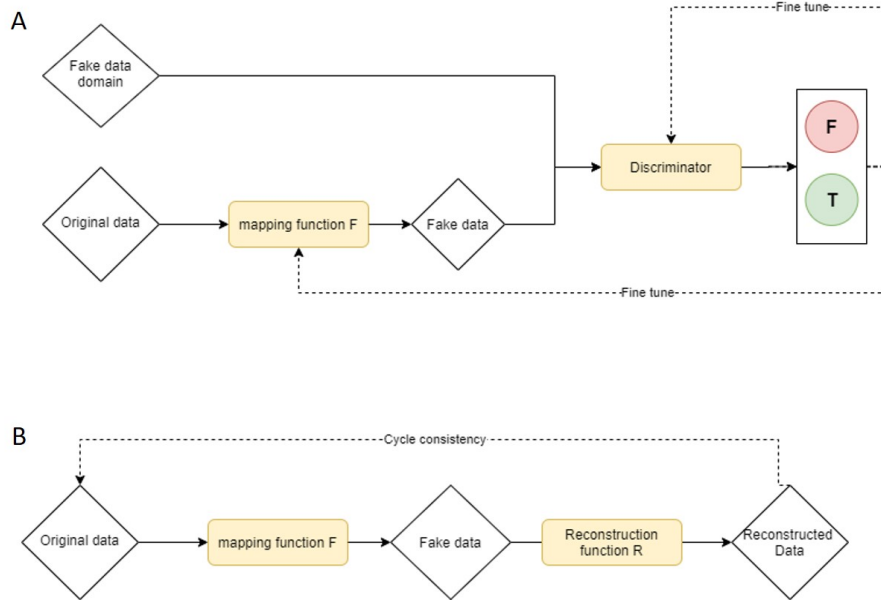 A
Fine tune
Fake data
domain
F
Discriminator
T
Original data
mapping function F
Fake data
Fine tune
B
Cycle consistency
Original data
mapping function F
Fake data
Reconstruction
function R
Reconstructed
Data